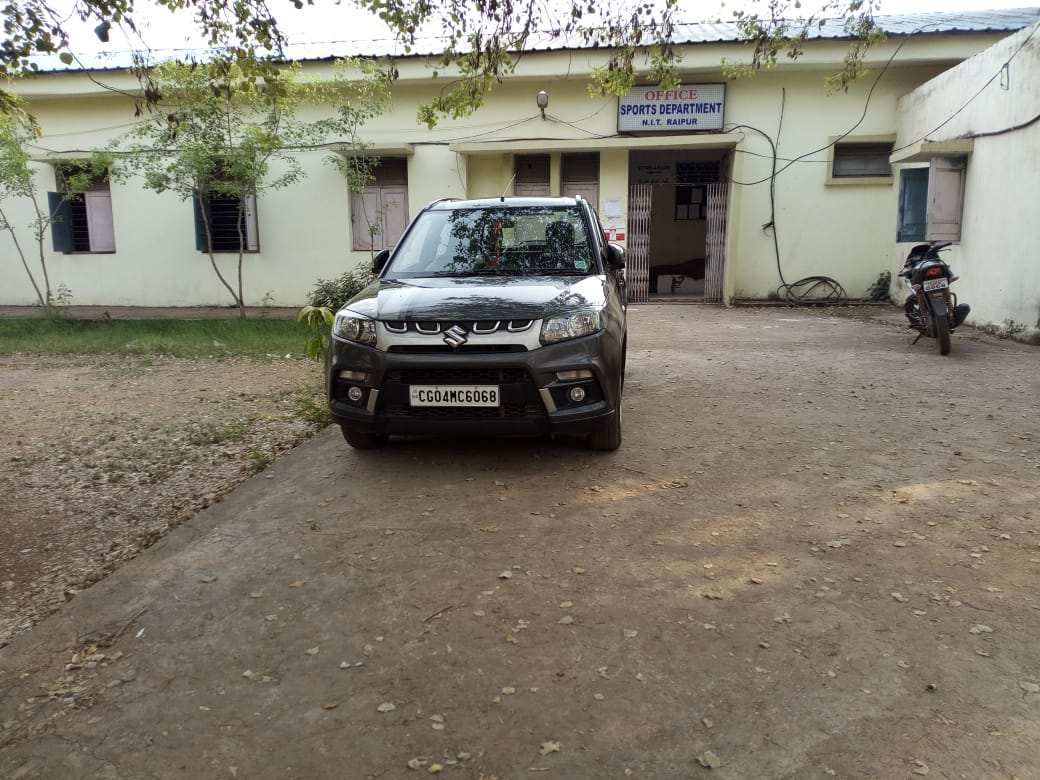 OFFICE
SPORTS DEPARTMENT
N.I.T. RAIPUR
CG04MC6068